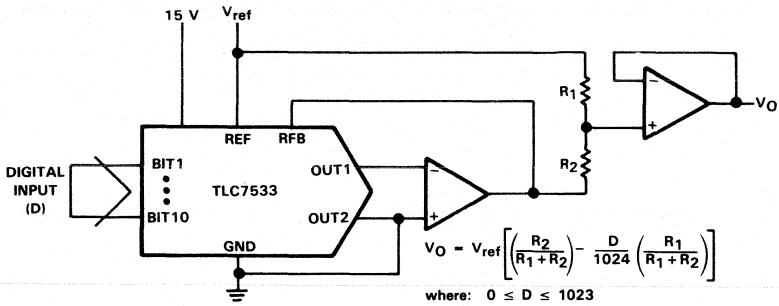 15 V
Vref
R1
R2
−
+
VO
REF
RFB
DIGITAL
INPUT
(D)
BIT1
BIT10
TLC7533
OUT1
OUT2
−
+
GND
VO = Vref[(R2/(R1 + R2)) − D/1024 (R1/(R1 + R2))]
where: 0 ≤ D ≤ 1023